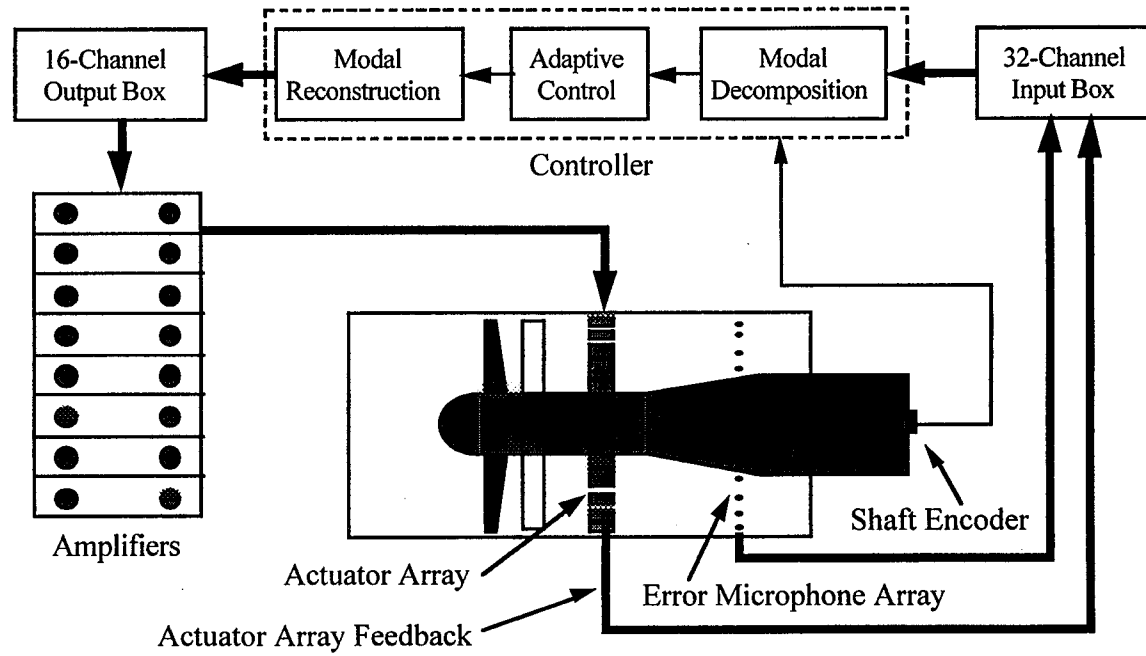 16-Channel
Output Box
Modal
Reconstruction
Adaptive
Control
Modal
Decomposition
32-Channel
Input Box
Controller
Amplifiers
Shaft Encoder
Actuator Array
Error Microphone Array
Actuator Array Feedback